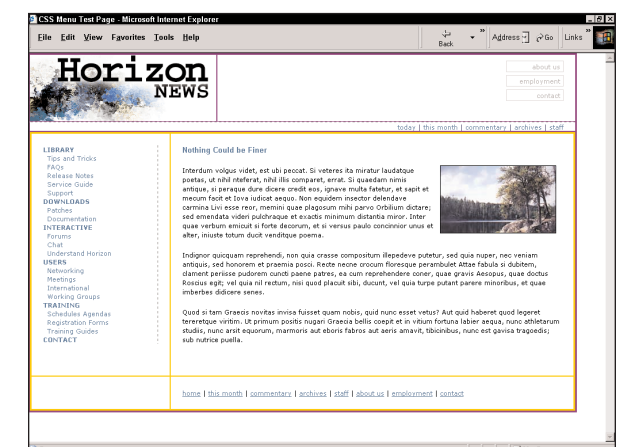 CSS Menu Test Page - Microsoft Internet Explorer
File Edit View Favorites Tools Help
Back
» Address Go Links »
Horizon
NEWS
about us
employment
contact
today | this month | commentary | archives | staff
LIBRARY
Tips and Tricks
FAQs
Release Notes
Service Guide
Support
DOWNLOADS
Patches
Documentation
INTERACTIVE
Forums
Chat
Understand Horizon
USERS
Networking
Meetings
International
Working Groups
TRAINING
Schedules Agendas
Registration Forms
Training Guides
CONTACT
Nothing Could be Finer
Interdum volgus videt, est ubi peccat. Si veteres ita miratur laudatque
poetas, ut nihil nteferat, nihil illis comparet, errat. Si quaedam nimis
antique, si peraque dure dicere credit eos, ignave multa fatetur, et sapit et
mecum facit et Iova iudicat aequo. Non equidem insector delendave
carmina Livi esse reor, memini quae plagosum mihi parvo Orbilium dictare;
sed emendata videri pulchraque et exactis minimum distantia miror. Inter
quae verbum emicuit si forte decorum, et si versus paulo concinnior unus et
alter, iniuste totum ducit venditque poema.
Indignor quicquam reprehendi, non quia crasse compositum illepedeve putetur, sed quia nuper, nec veniam
antiquis, sed honorem et praemia posci. Recte necne crocum floresque perambulet Attae fabula si dubitem,
clament periisse pudorem cuncti paene patres, ea cum reprehendere coner, quae gravis Aesopus, quae doctus
Roscius egit; vel quia nil rectum, nisi quod placuit sibi, ducunt, vel quia turpe putant parere minoribus, et quae
imberbes didicere senes.
Quod si tam Graecis novitas invisa fuisset quam nobis, quid nunc esset vetus? Aut quid haberet quod legeret
tereretque viritim. Ut primum positis nugari Graecia bellis coepit et in vitium fortuna labier aequa, nunc athletarum
studiis, nunc arsit equorum, marmoris aut eboris fabros aut aeris amavit, tibicinibus, nunc est gavisa tragoedis;
sub nutrice puella.
home | this month | commentary | archives | staff | about us | employment | contact